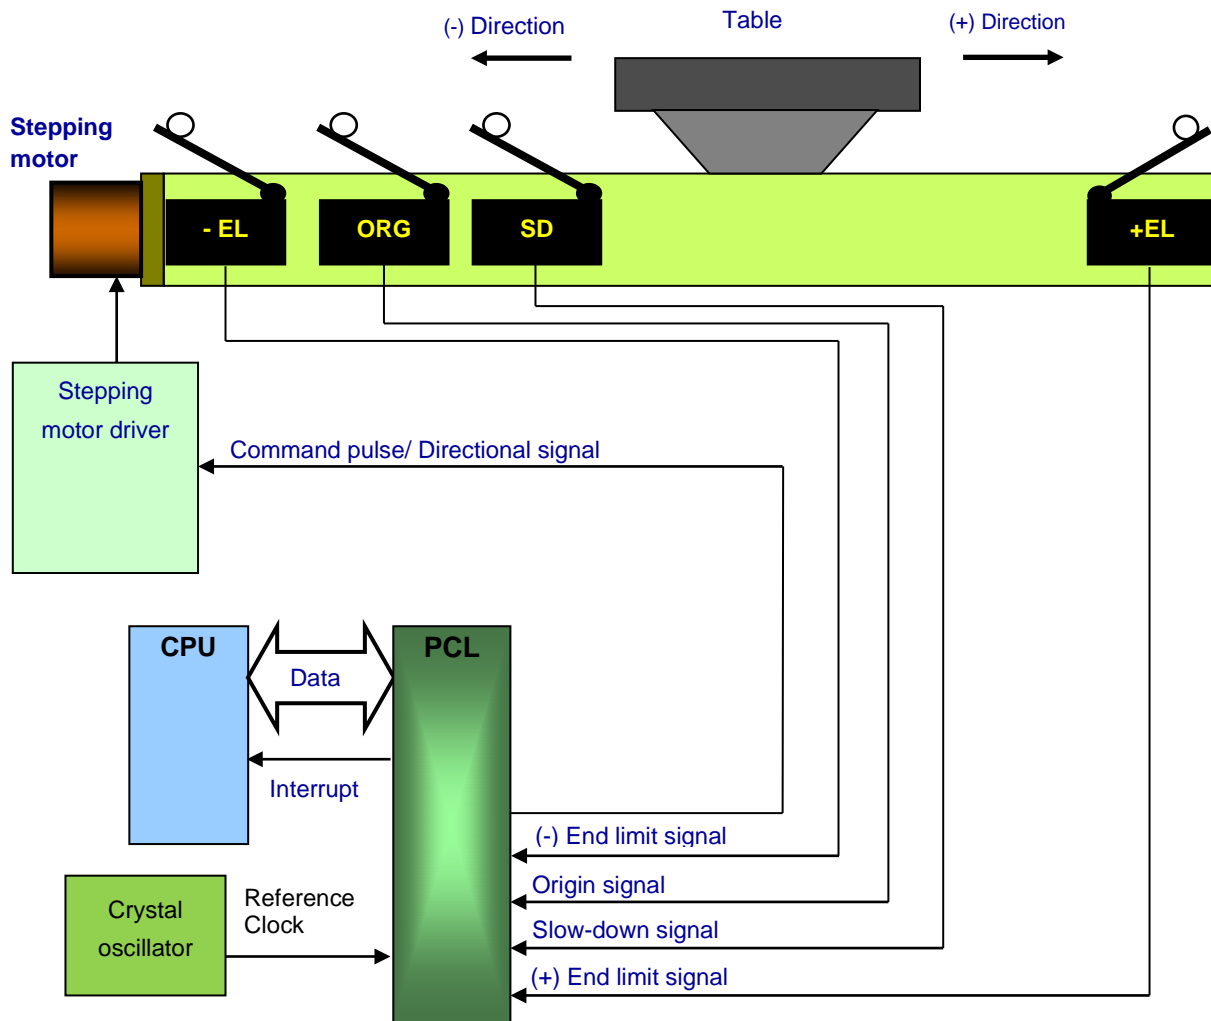 (-) Direction
Table
(+) Direction
Stepping
motor
- EL
ORG
SD
+EL
Stepping
motor driver
Command pulse/ Directional signal
CPU
Data
PCL
Interrupt
(-) End limit signal
Origin signal
Slow-down signal
(+) End limit signal
Crystal
oscillator
Reference
Clock